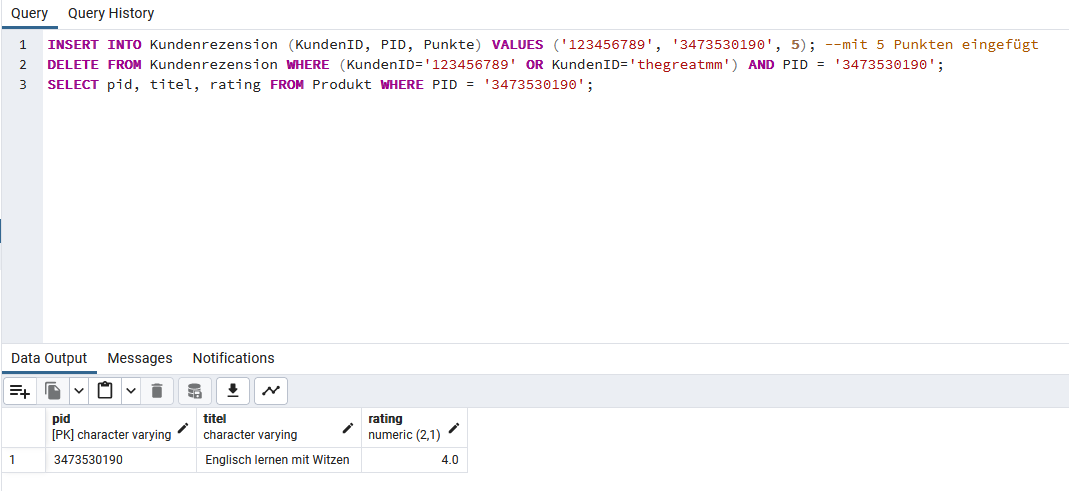 Query Query History
1 INSERT INTO Kundenrezension (KundenID, PID, Punkte) VALUES ('123456789', '3473530190', 5); --mit 5 Punkten eingefügt
2 DELETE FROM Kundenrezension WHERE (KundenID='123456789' OR KundenID='thegreatmm') AND PID = '3473530190';
3 SELECT pid, titel, rating FROM Produkt WHERE PID = '3473530190';
Data Output Messages Notifications
pid titel rating
[PK] character varying character varying numeric (2,1)
1 3473530190 Englisch lernen mit Witzen 4.0